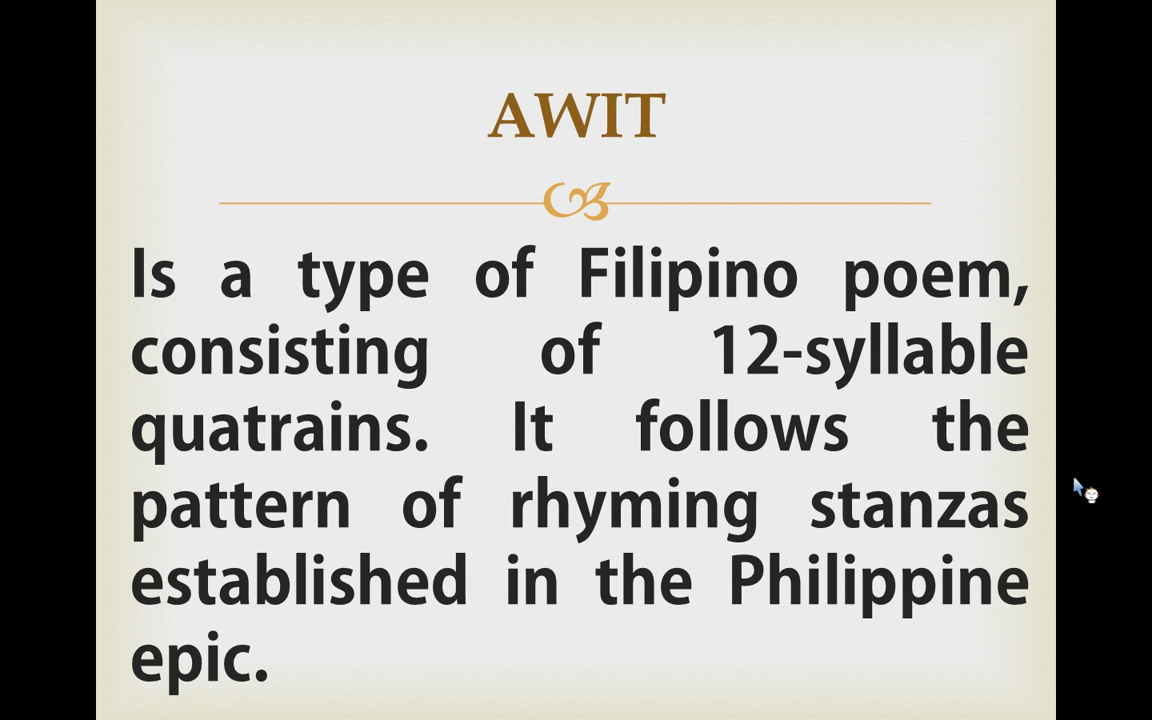 AWIT
Is a type of Filipino poem,
consisting of 12-syllable
quatrains. It follows the
pattern of rhyming stanzas
established in the Philippine
epic.